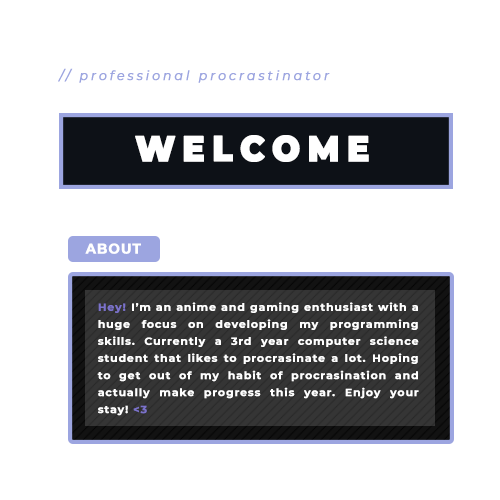 // professional procrastinator
WELCOME
ABOUT
Hey! I'm an anime and gaming enthusiast with a
huge focus on developing my programming
skills. Currently a 3rd year computer science
student that likes to procrasinate a lot. Hoping
to get out of my habit of procrasination and
actually make progress this year. Enjoy your
stay! <3